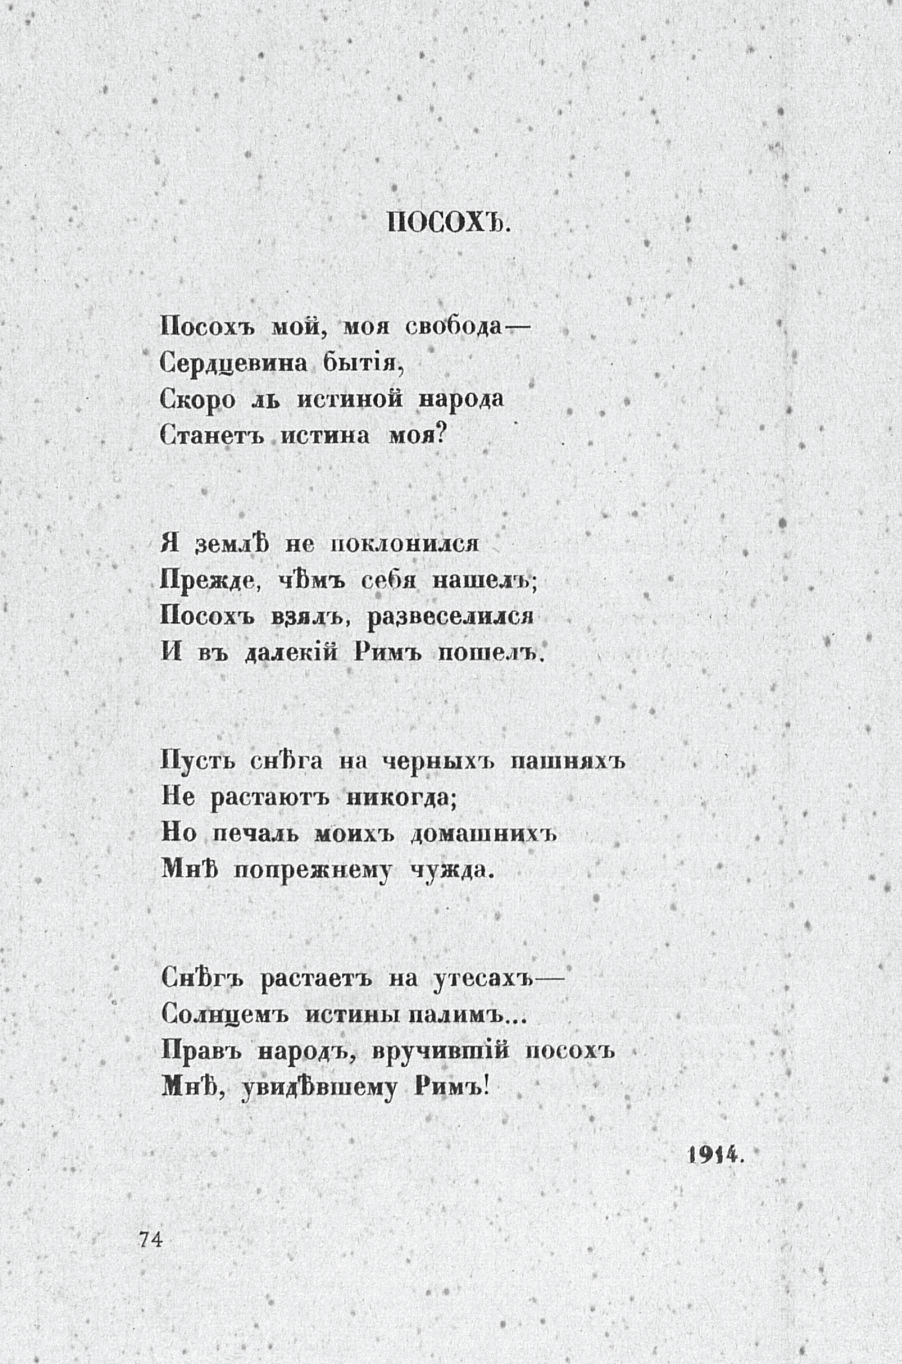 ПОСОХЪ.
Посохъ мой, моя свобода—
Сердцевина бытія,
Скоро ль истиной народа
Станетъ истина моя?
Я землѣ не поклонился
Прежде, чѣмъ себя нашелъ;
Посохъ взялъ, развеселился
И въ далекій Римъ пошелъ.
Пусть снѣга на черныхъ пашняхъ
Не растаютъ никогда;
Но печаль моихъ домашнихъ
Мнѣ попрежнему чужда.
Снѣгъ растаетъ на утесахъ—
Солнцемъ истины палимъ...
Правъ народъ, вручившій посохъ
Мнѣ, увидѣвшему Римъ!
1914.
74